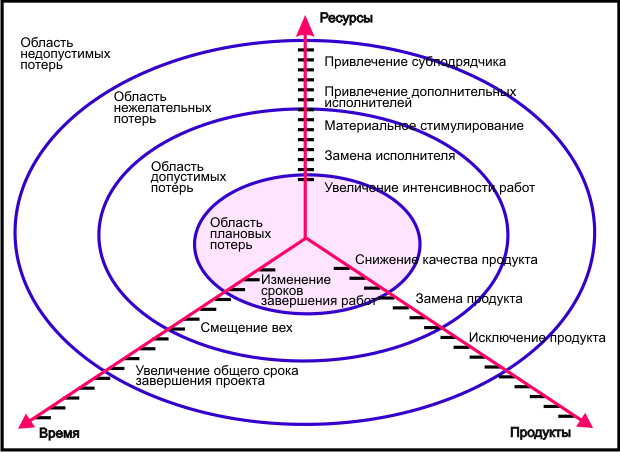 Ресурсы
Область
недопустимых
потерь
Привлечение субподрядчика
Область
нежелательных
потерь
Привлечение дополнительных
исполнителей
Материальное стимулирование
Замена исполнителя
Область
допустимых
потерь
Увеличение интенсивности работ
Область
плановых
потерь
Снижение качества продукта
Изменение
сроков
завершения работ
Замена продукта
Смещение вех
Исключение продукта
Увеличение общего срока
завершения проекта
Время
Продукты